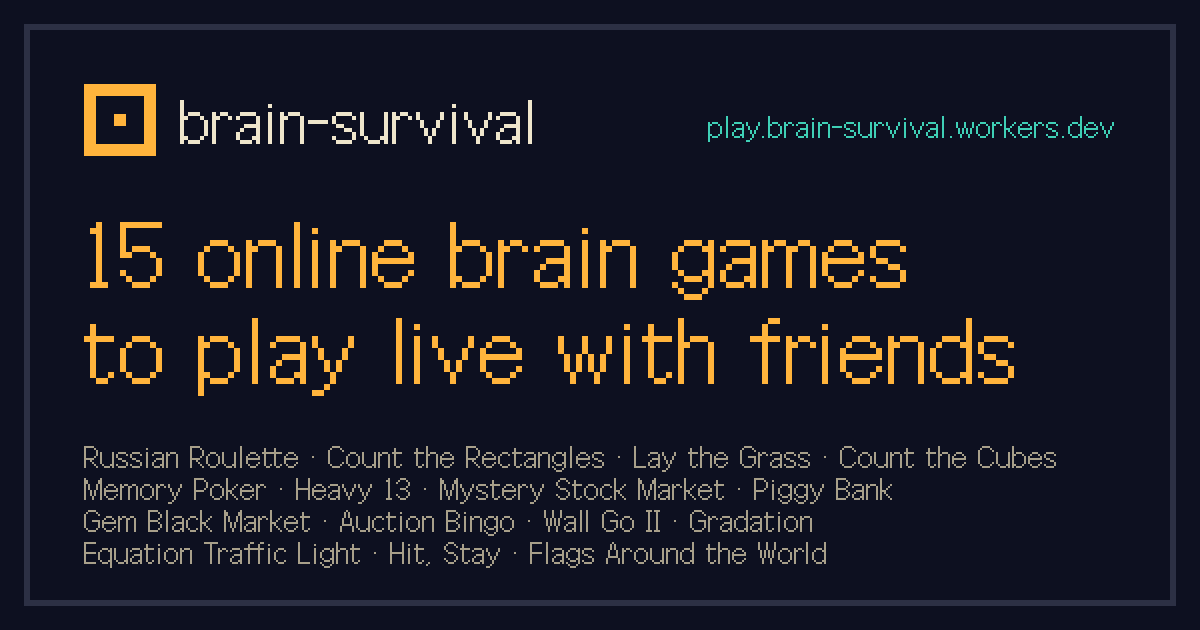 brain-survival
play.brain-survival.workers.dev
15 online brain games
to play live with friends
Russian Roulette · Count the Rectangles · Lay the Grass · Count the Cubes
Memory Poker · Heavy 13 · Mystery Stock Market · Piggy Bank
Gem Black Market · Auction Bingo · Wall Go II · Gradation
Equation Traffic Light · Hit, Stay · Flags Around the World